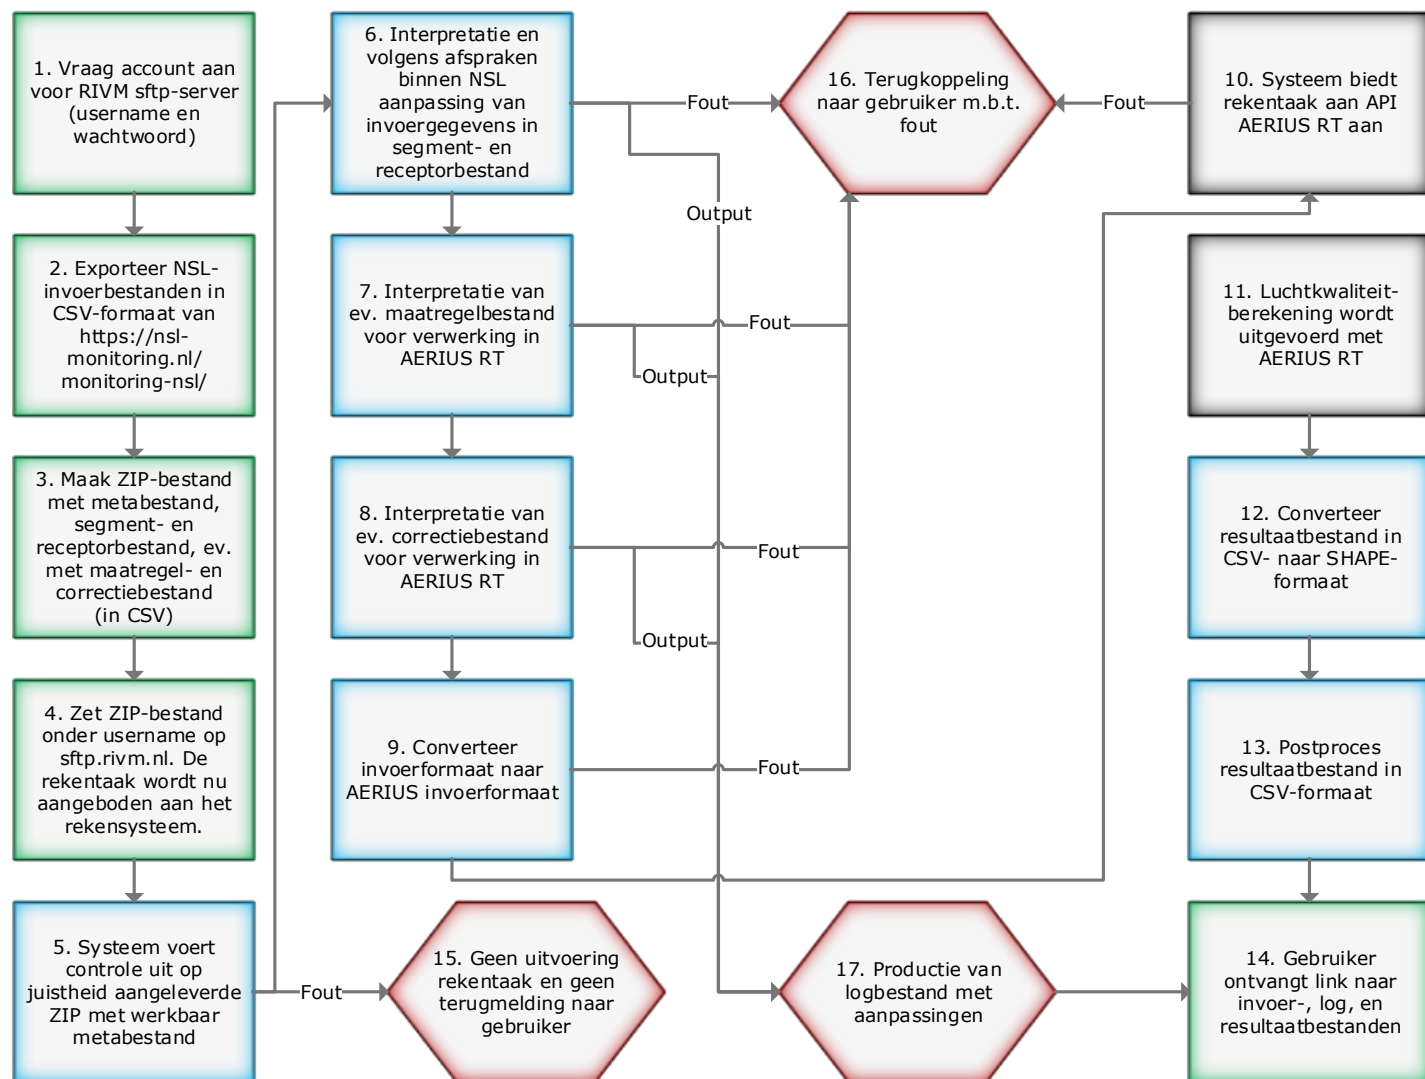 1. Vraag account aan
voor RIVM sftp-server
(username en
wachtwoord)
2. Exporteer NSL-
invoerbestanden in
CSV-formaat van
https://nsl-
monitoring.nl/
monitoring-nsl/
3. Maak ZIP-bestand
met metabestand,
segment- en
receptorbestand, ev.
met maatregel- en
correctiebestand
(in CSV)
4. Zet ZIP-bestand
onder username op
sftp.rivm.nl. De
rekentaak wordt nu
aangeboden aan het
rekensysteem.
5. Systeem voert
controle uit op
juistheid aangeleverde
ZIP met werkbaar
metabestand
Fout
15. Geen uitvoering
rekentaak en geen
terugmelding naar
gebruiker
6. Interpretatie en
volgens afspraken
binnen NSL
aanpassing van
invoergegevens in
segment- en
receptorbestand
Fout
Output
7. Interpretatie van
ev. maatregelbestand
voor verwerking in
AERIUS RT
Fout
Output
8. Interpretatie van
ev. correctiebestand
voor verwerking in
AERIUS RT
Fout
Output
9. Converteer
invoerformaat naar
AERIUS invoerformaat
Fout
16. Terugkoppeling
naar gebruiker m.b.t.
fout
Fout
10. Systeem biedt
rekentaak aan API
AERIUS RT aan
11. Luchtkwaliteit-
berekening wordt
uitgevoerd met
AERIUS RT
12. Converteer
resultaatbestand in
CSV- naar SHAPE-
formaat
13. Postproces
resultaatbestand in
CSV-formaat
17. Productie van
logbestand met
aanpassingen
14. Gebruiker
ontvangt link naar
invoer-, log, en
resultaatbestanden